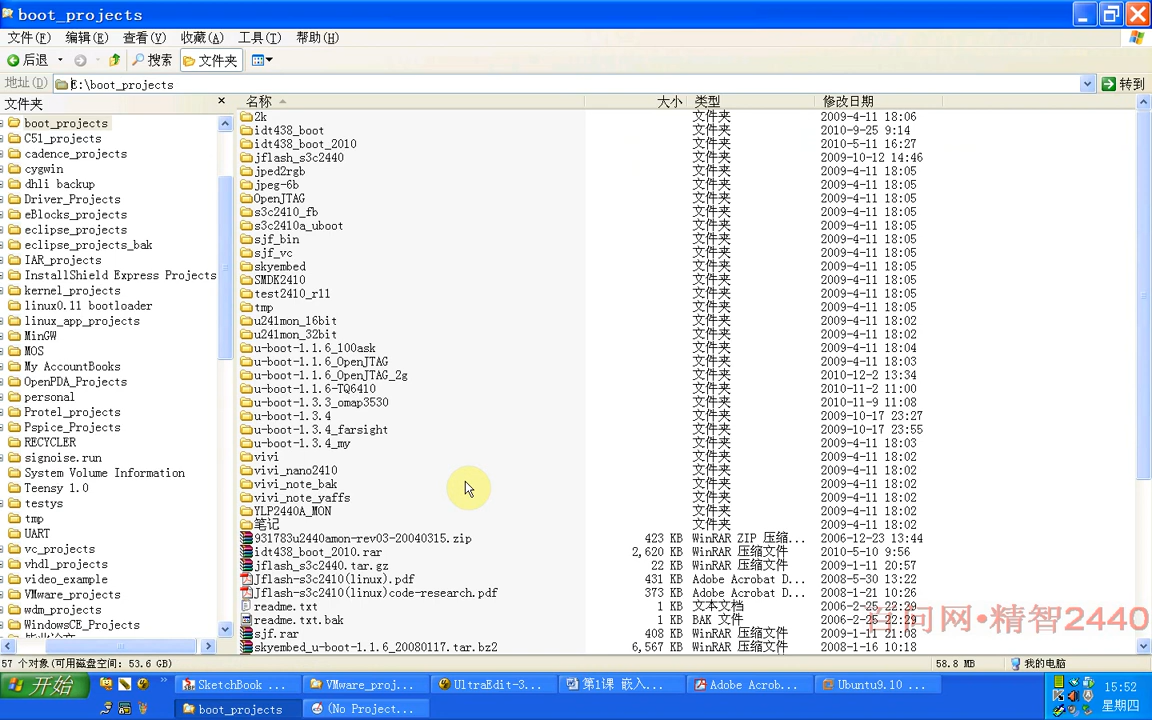 boot_projects
文件(F) 编辑(E) 查看(V) 收藏(A) 工具(T) 帮助(H)
后退 搜索 文件夹
地址(D) E:\boot_projects 转到
文件夹
boot_projects
C51_projects
cadence_projects
cygwin
dhli backup
Driver_Projects
eBlocks_projects
eclipse_projects
eclipse_projects_bak
IAR_projects
InstallShield Express Projects
kernel_projects
linux0.11 bootloader
linux_app_projects
MinGW
MOS
My AccountBooks
OpenPDA_Projects
personal
Protel_projects
Pspice_Projects
RECYCLER
signoise.run
System Volume Information
Teensy 1.0
testys
tmp
UART
vc_projects
vhdl_projects
video_example
VMware_projects
wdm_projects
WindowsCE_Projects
名称 大小 类型 修改日期
2k 文件夹 2009-4-11 18:06
idt438_boot 文件夹 2010-9-25 9:14
idt438_boot_2010 文件夹 2010-5-11 16:27
jflash_s3c2440 文件夹 2009-10-12 14:46
jped2rgb 文件夹 2009-4-11 18:05
jpeg-6b 文件夹 2009-4-11 18:05
OpenJTAG 文件夹 2009-4-11 18:05
s3c2410_fb 文件夹 2009-4-11 18:05
s3c2410a_uboot 文件夹 2009-4-11 18:05
sjf_bin 文件夹 2009-4-11 18:05
sjf_vc 文件夹 2009-4-11 18:05
skyembed 文件夹 2009-4-11 18:05
SMDK2410 文件夹 2009-4-11 18:05
test2410_r11 文件夹 2009-4-11 18:05
tmp 文件夹 2009-4-11 18:05
u241mon_16bit 文件夹 2009-4-11 18:02
u241mon_32bit 文件夹 2009-4-11 18:02
u-boot-1.1.6_100ask 文件夹 2009-4-11 18:04
u-boot-1.1.6_OpenJTAG 文件夹 2009-4-11 18:03
u-boot-1.1.6_OpenJTAG_2g 文件夹 2010-12-2 13:34
u-boot-1.1.6-TQ6410 文件夹 2010-11-2 11:00
u-boot-1.3.3_omap3530 文件夹 2010-11-9 11:08
u-boot-1.3.4 文件夹 2009-10-17 23:27
u-boot-1.3.4_farsight 文件夹 2009-10-17 23:55
u-boot-1.3.4_my 文件夹 2009-4-11 18:03
vivi 文件夹 2009-4-11 18:02
vivi_nano2410 文件夹 2009-4-11 18:02
vivi_note_bak 文件夹 2009-4-11 18:02
vivi_note_yaffs 文件夹 2009-4-11 18:02
YLP2440A_MON 文件夹 2009-4-11 18:02
笔记 文件夹 2009-4-11 18:02
931783u2440amon-rev03-20040315.zip 423 KB WinRAR ZIP 压缩... 2006-12-23 13:44
idt438_boot_2010.rar 2,620 KB WinRAR 压缩文件 2010-5-10 9:56
jflash_s3c2440.tar.gz 22 KB WinRAR 压缩文件 2009-1-11 20:57
Jflash-s3c2410(linux).pdf 431 KB Adobe Acrobat D... 2008-5-30 13:22
Jflash-s3c2410(linux)code-research.pdf 373 KB Adobe Acrobat D... 2008-1-21 10:26
readme.txt 1 KB 文本文档 2006-2-25 22:29
readme.txt.bak 1 KB BAK 文件 2006-2-25 22:29
sjf.rar 408 KB WinRAR 压缩文件 2009-1-11 21:08
skyembed_u-boot-1.1.6_20080117.tar.bz2 6,567 KB WinRAR 压缩文件 2008-1-16 10:18
百问网•精智2440
57 个对象(可用磁盘空间: 53.6 GB) 58.8 MB 我的电脑
开始 SketchBook ... VMware_proj... UltraEdit-3... 第1课 嵌入... Adobe Acrob... Ubuntu9.10 ... 15:52
boot_projects (No Project... 星期四